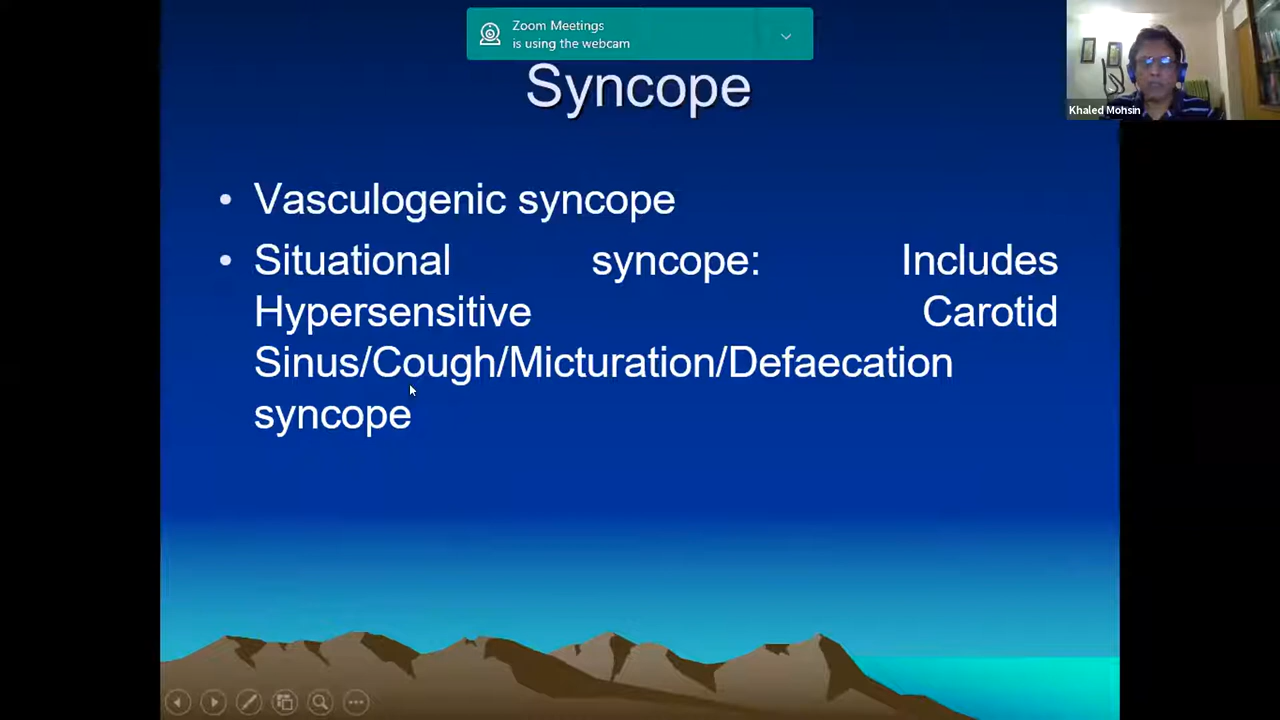 Zoom Meetings
is using the webcam
Khaled Mohsin
Syncope
• Vasculogenic syncope
• Situational syncope: Includes
Hypersensitive Carotid
Sinus/Cough/Micturation/Defaecation
syncope